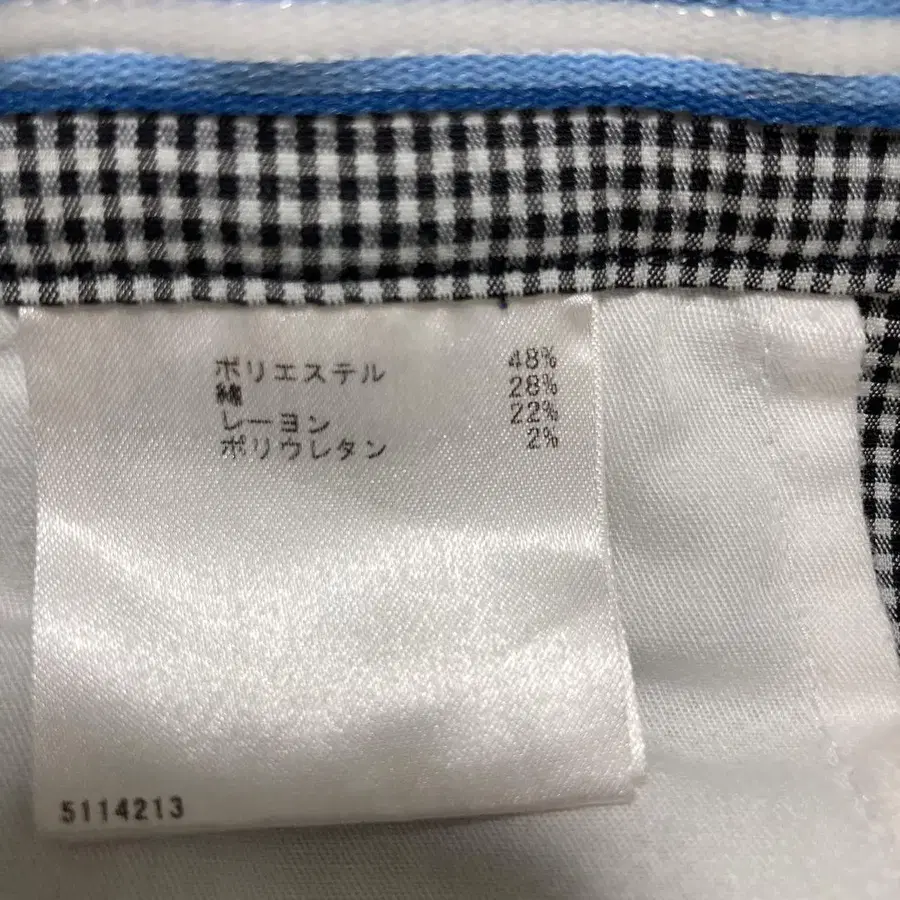 ポリエステル 48%
綿 28%
レーヨン 22%
ポリウレタン 2%
5114213